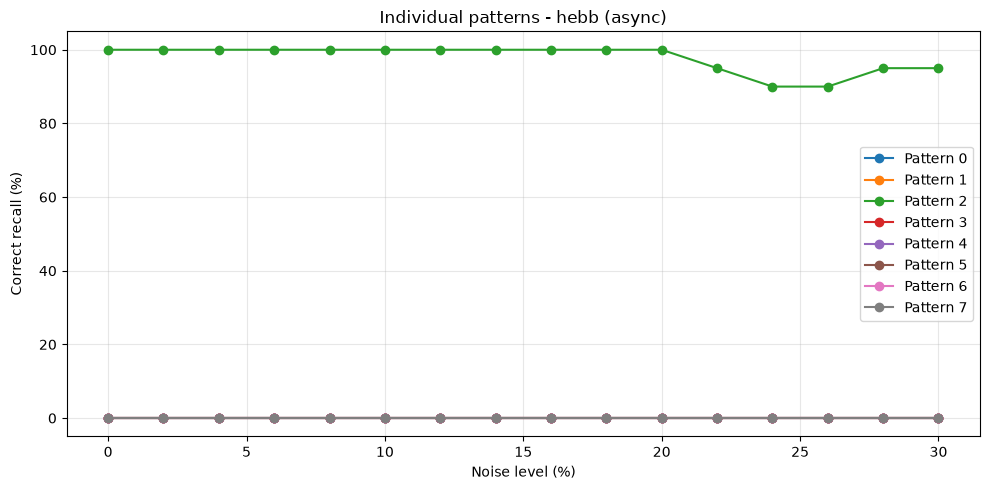 Individual patterns - hebb (async)
Correct recall (%)
100
80
60
40
20
0
Pattern 0
Pattern 1
Pattern 2
Pattern 3
Pattern 4
Pattern 5
Pattern 6
Pattern 7
0 5 10 15 20 25 30
Noise level (%)